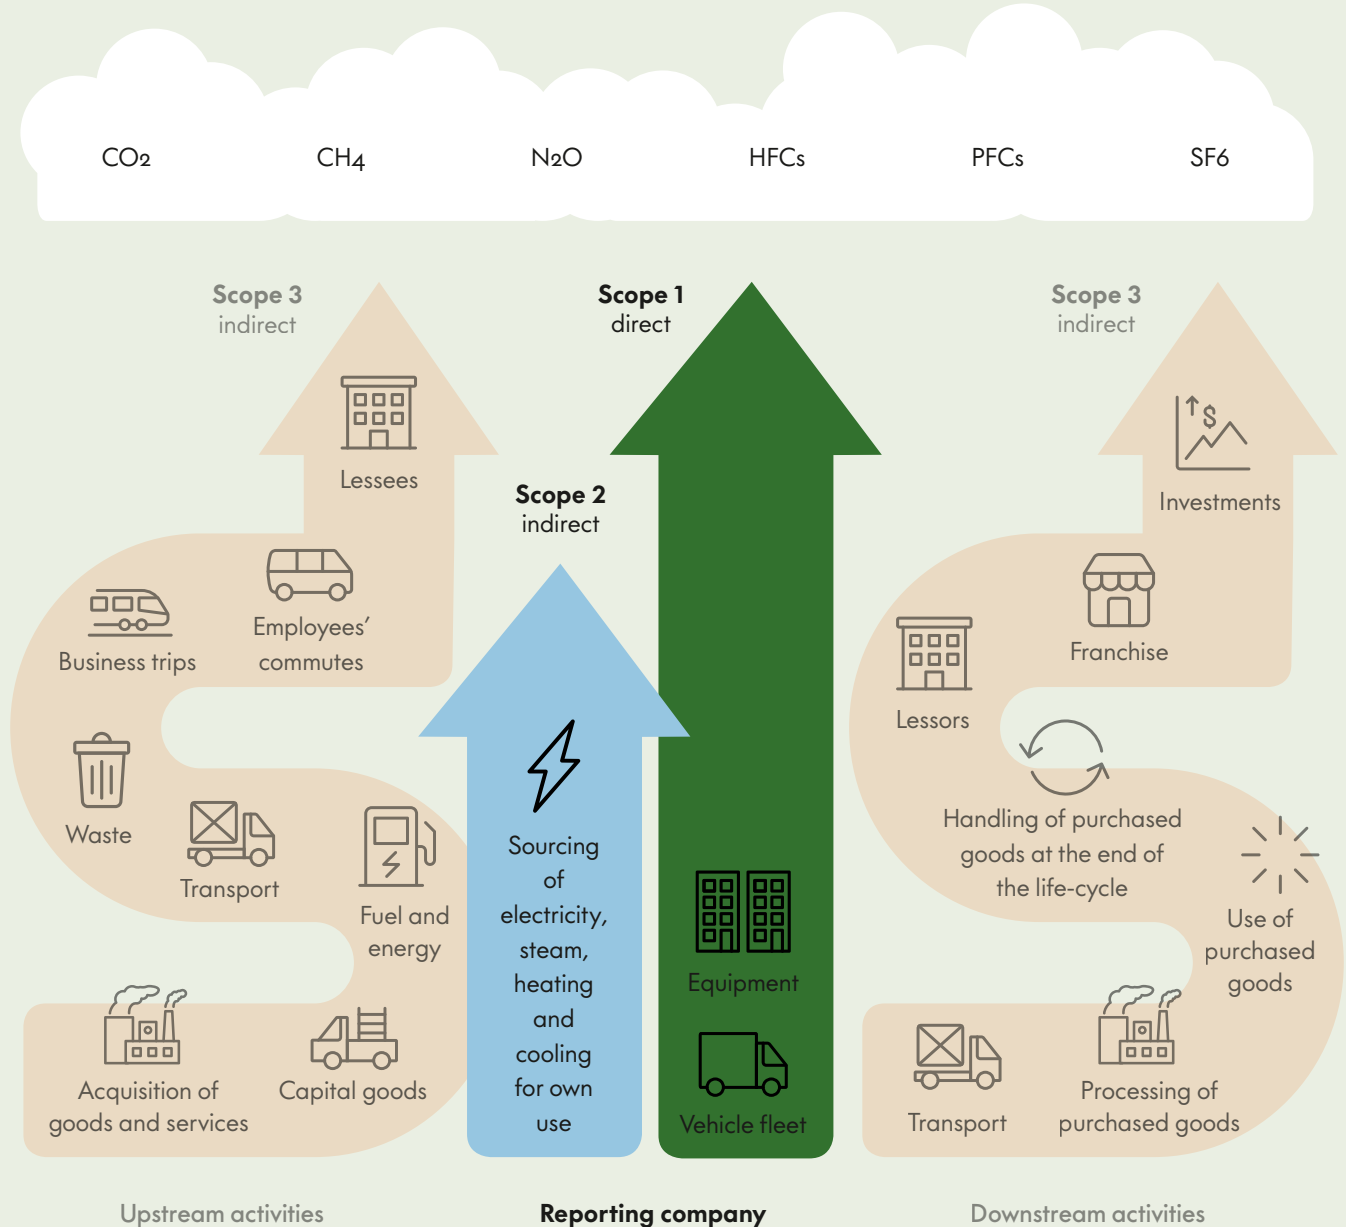 CO2
CH4
N2O
HFCs
PFCs
SF6
Scope 3
indirect
Lessees
Employees’
commutes
Business trips
Waste
Transport
Fuel and
energy
Acquisition of
goods and services
Capital goods
Upstream activities
Scope 2
indirect
Sourcing
of
electricity,
steam,
heating
and
cooling
for own
use
Scope 1
direct
Equipment
Vehicle fleet
Reporting company
Scope 3
indirect
$
Investments
Franchise
Lessors
Handling of purchased
goods at the end of
the life-cycle
Use of
purchased
goods
Transport
Processing of
purchased goods
Downstream activities